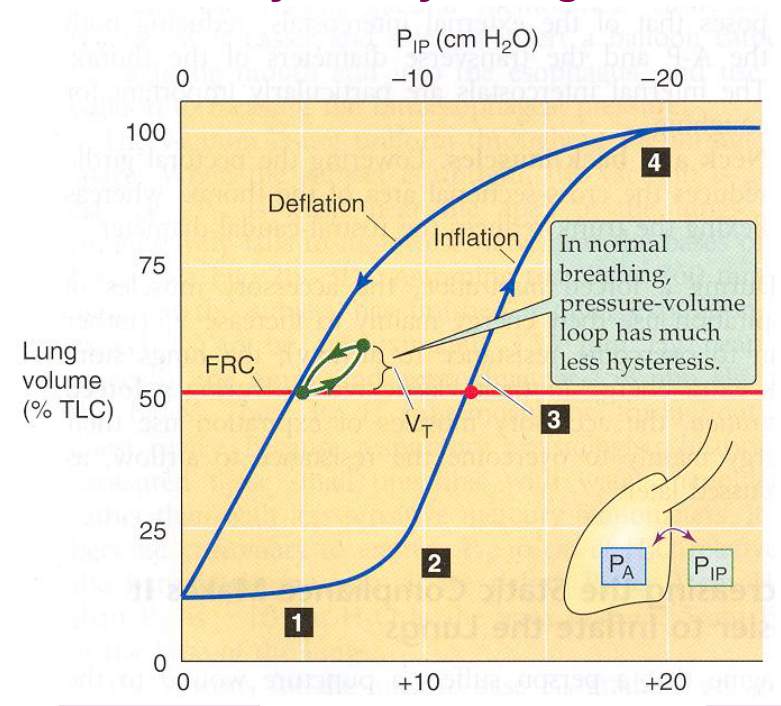 P_IP (cm H₂O)
0 −10 −20
100
4
Deflation
Inflation
In normal
breathing,
pressure-volume
loop has much
less hysteresis.
75
Lung
volume
(% TLC)
FRC
50
V_T
3
25
2
P_A P_IP
1
0
0 +10 +20